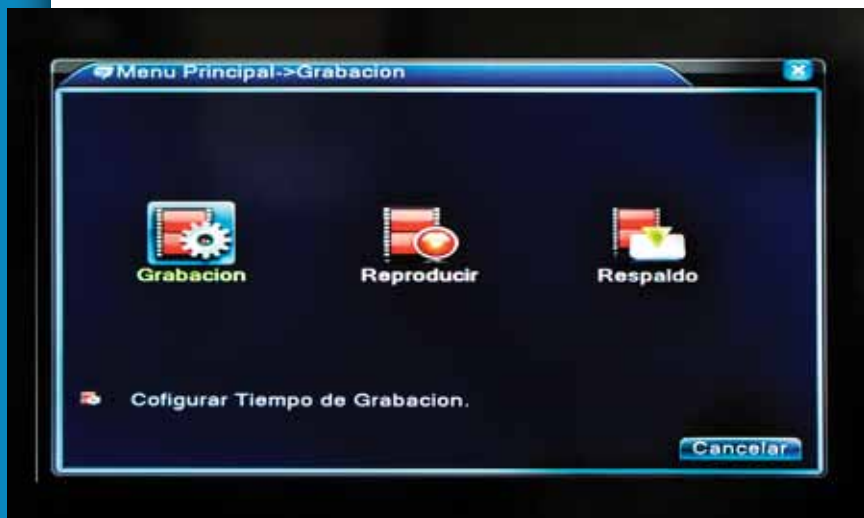 Menu Principal->Grabacion
Grabacion
Reproducir
Respaldo
Cofigurar Tiempo de Grabacion.
Cancelar